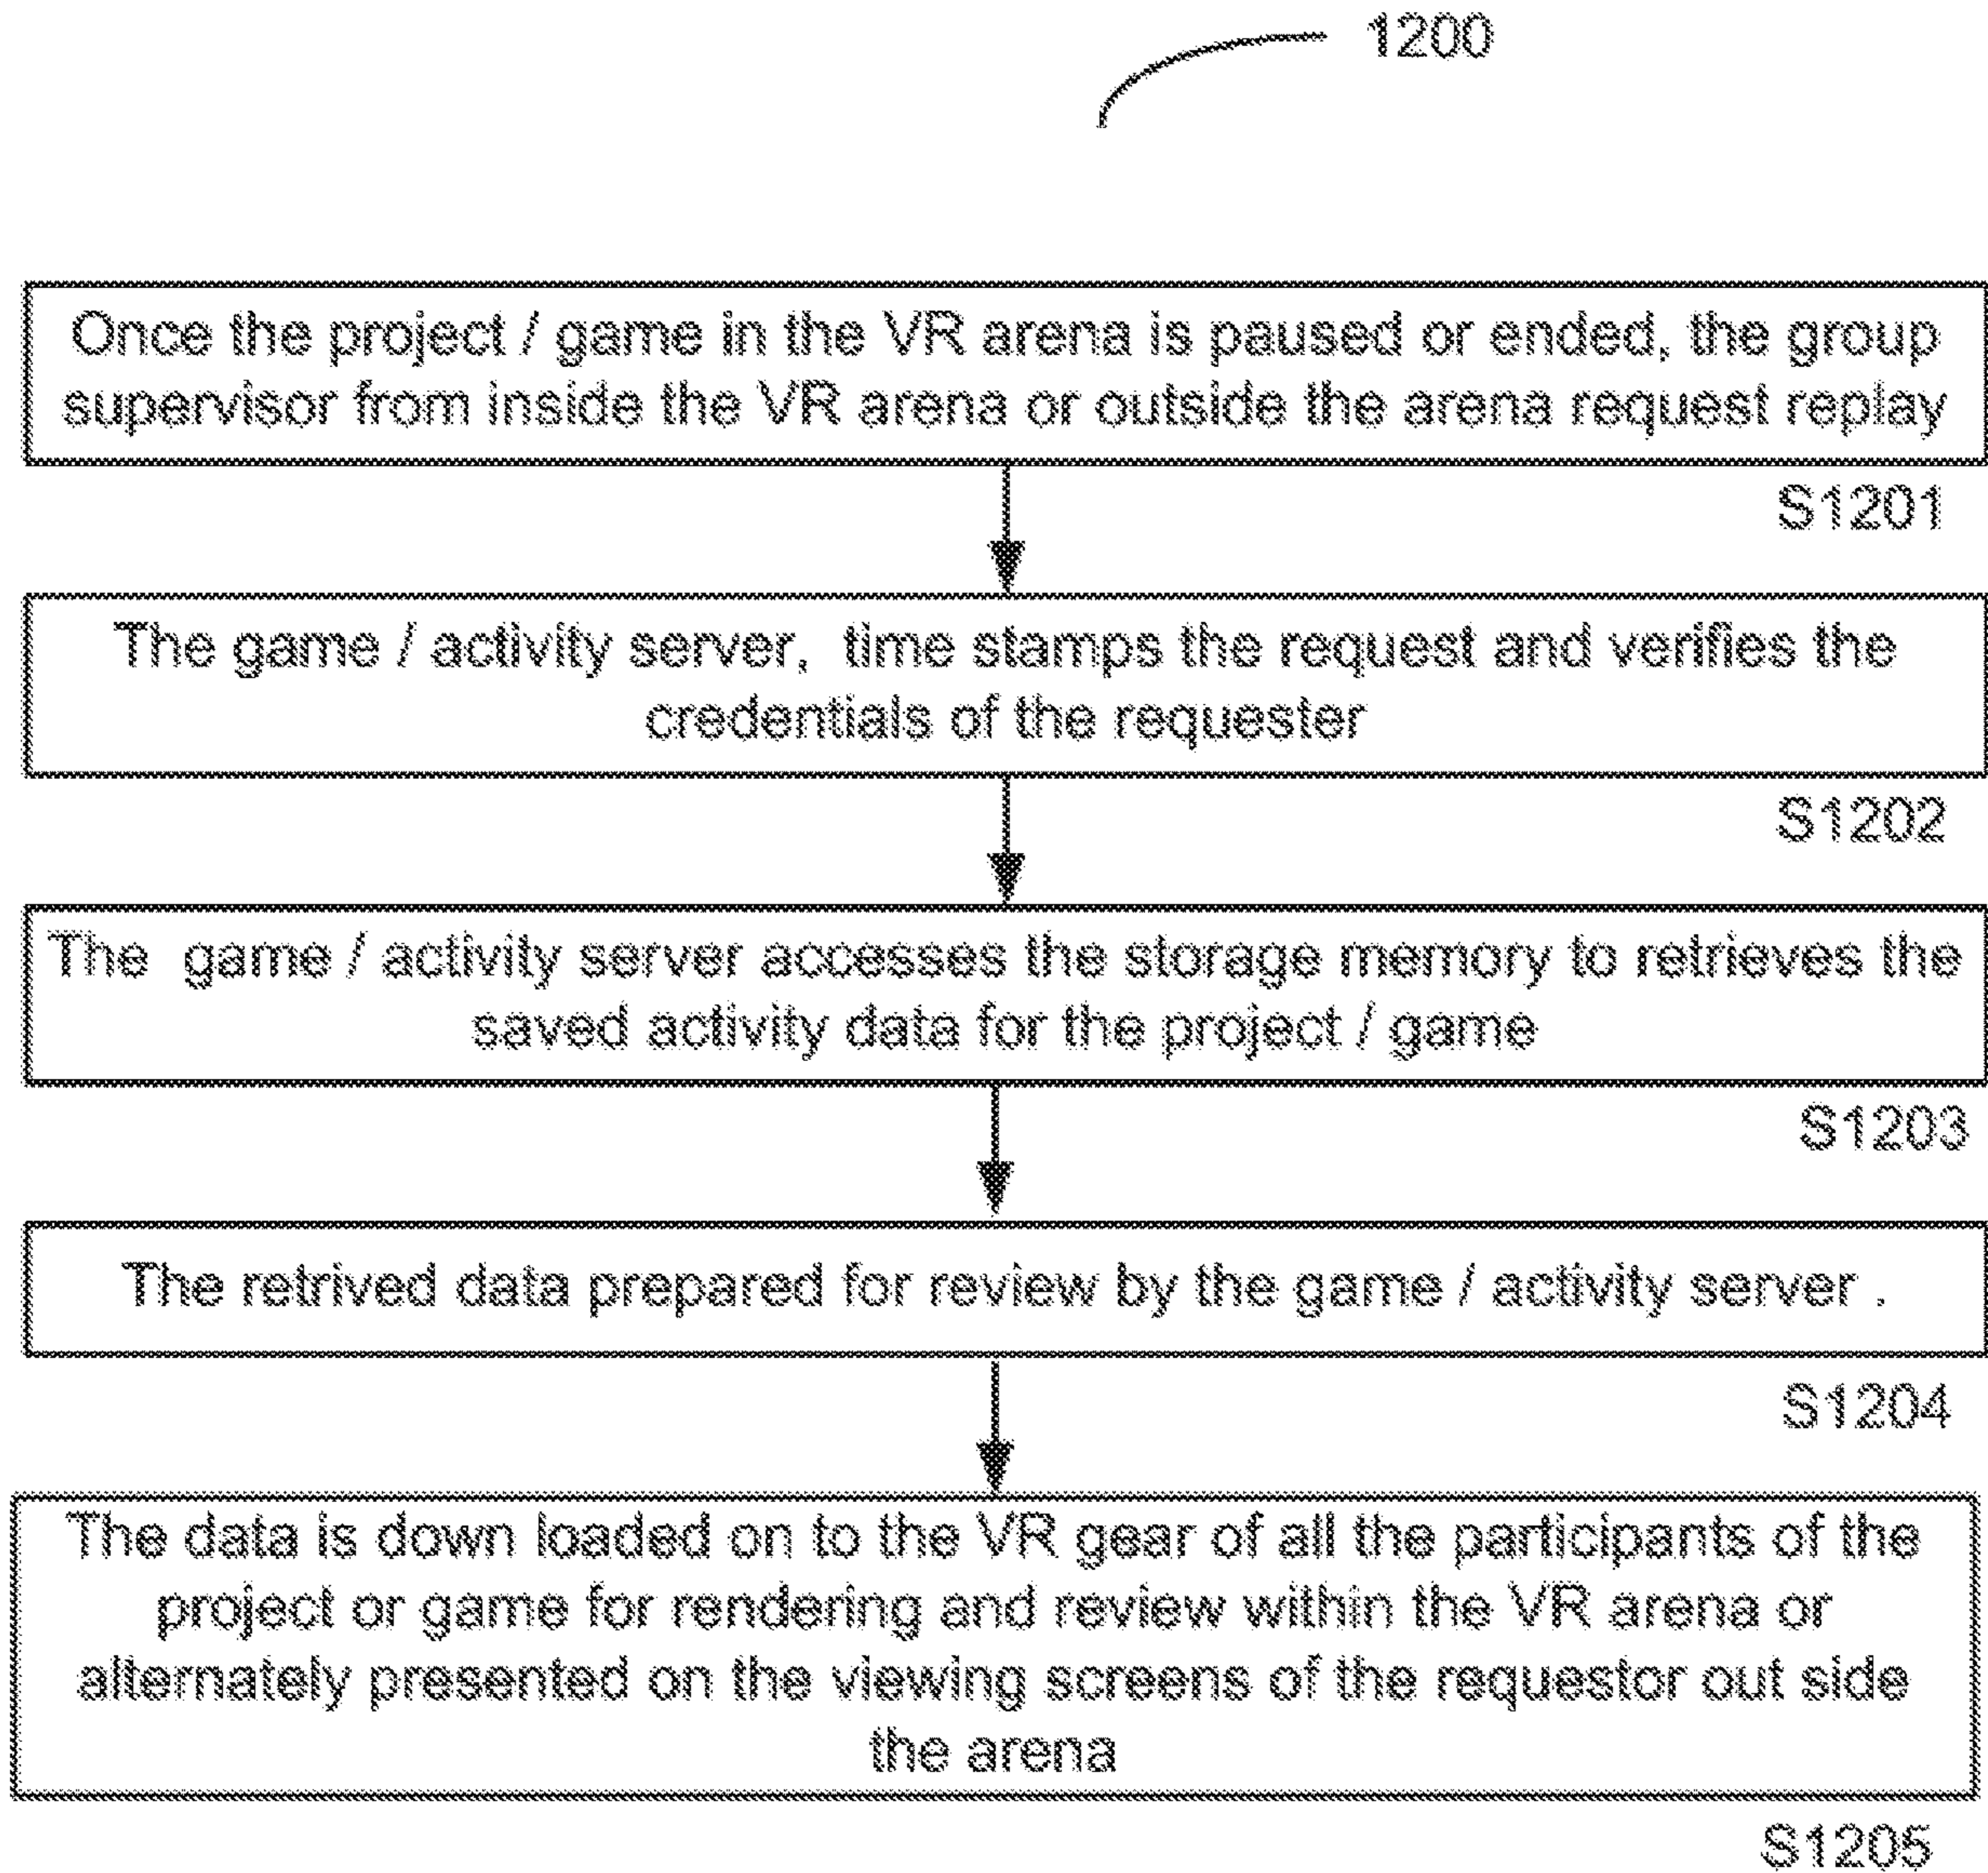 1200
Once the project / game in the VR arena is paused or ended, the group
supervisor from inside the VR arena or outside the arena request replay
S1201
The game / activity server, time stamps the request and verifies the
credentials of the requester
S1202
The game / activity server accesses the storage memory to retrieves the
saved activity data for the project / game
S1203
The retrived data prepared for review by the game / activity server .
S1204
The data is down loaded on to the VR gear of all the participants of the
project or game for rendering and review within the VR arena or
alternately presented on the viewing screens of the requestor out side
the arena
S1205